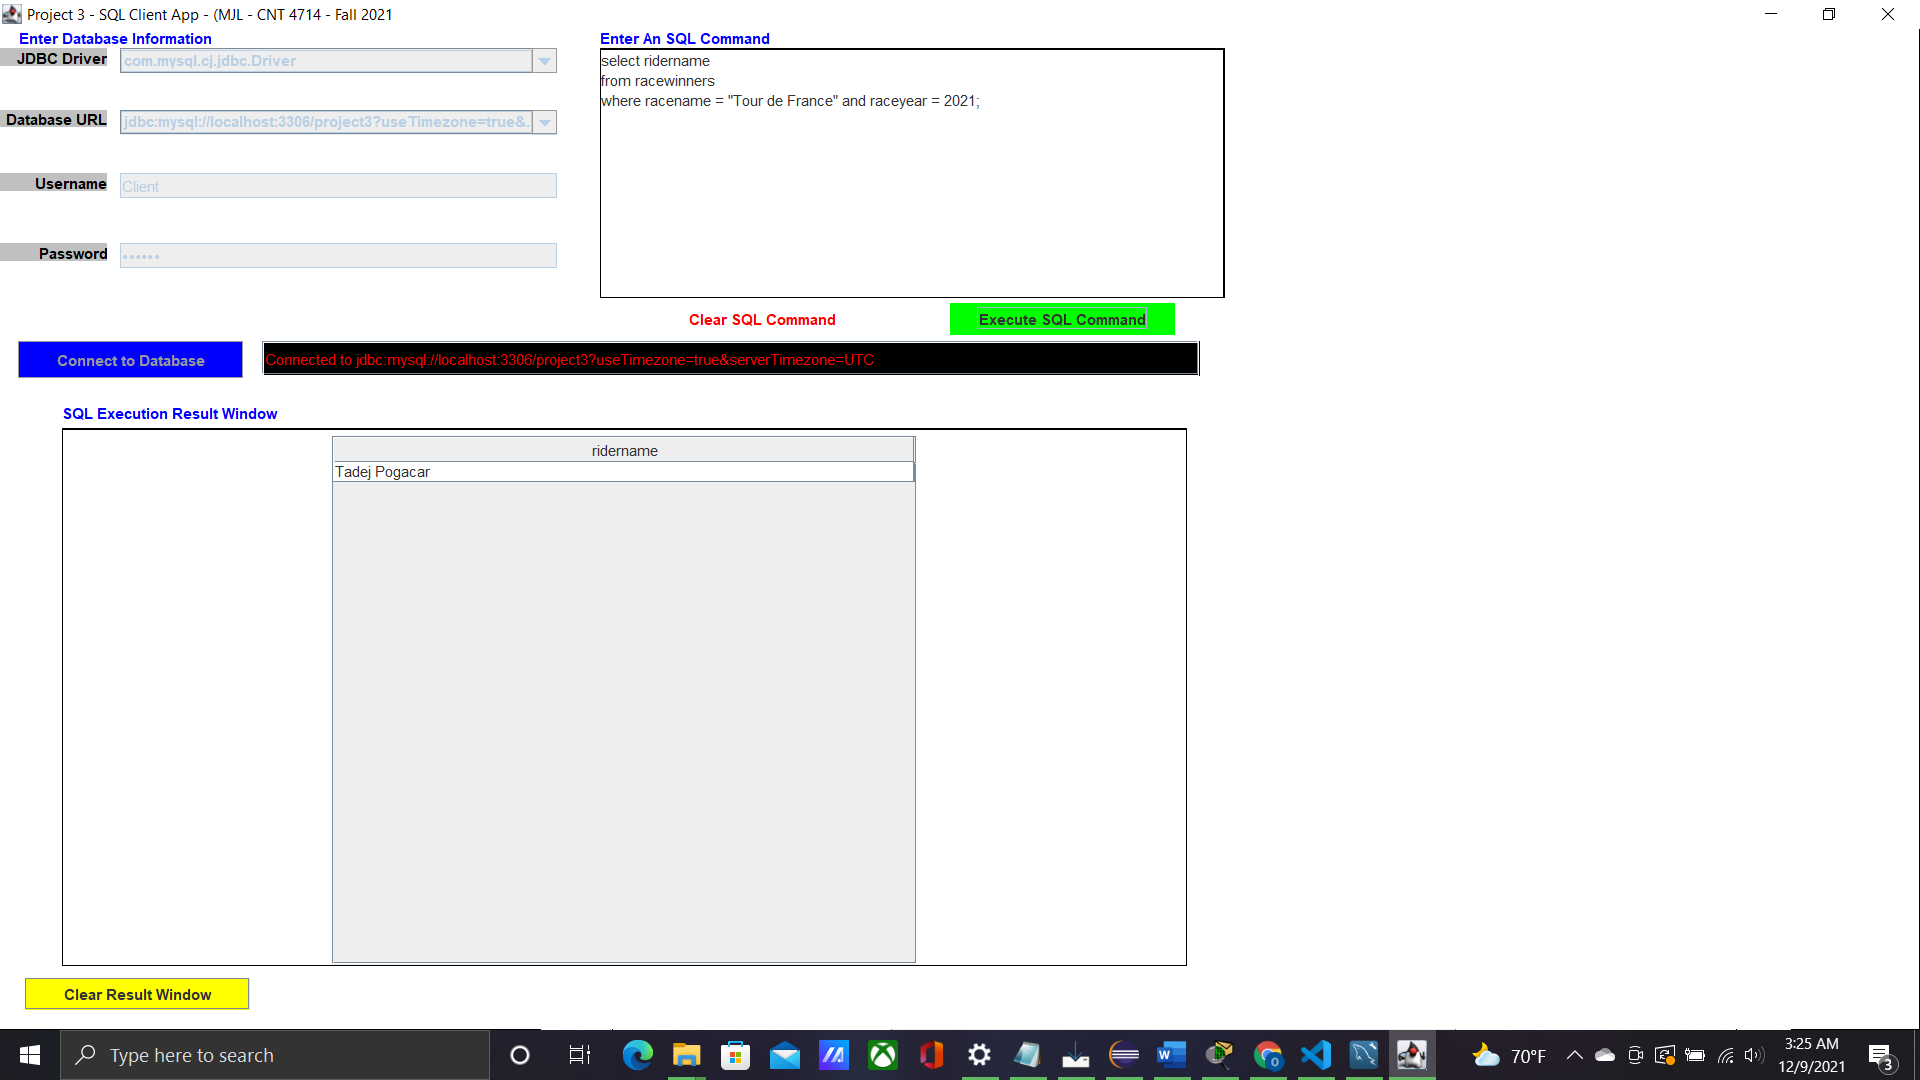 Project 3 - SQL Client App - (MJL - CNT 4714 - Fall 2021
Enter Database Information
JDBC Driver
com.mysql.cj.jdbc.Driver
Database URL
jdbc:mysql://localhost:3306/project3?useTimezone=true&...
Username
Client
Password
Enter An SQL Command
select ridername
from racewinners
where racename = "Tour de France" and raceyear = 2021;
Clear SQL Command
Execute SQL Command
Connect to Database
Connected to jdbc:mysql://localhost:3306/project3?useTimezone=true&serverTimezone=UTC
SQL Execution Result Window
ridername
Tadej Pogacar
Clear Result Window
Type here to search
70°F
3:25 AM
12/9/2021
3